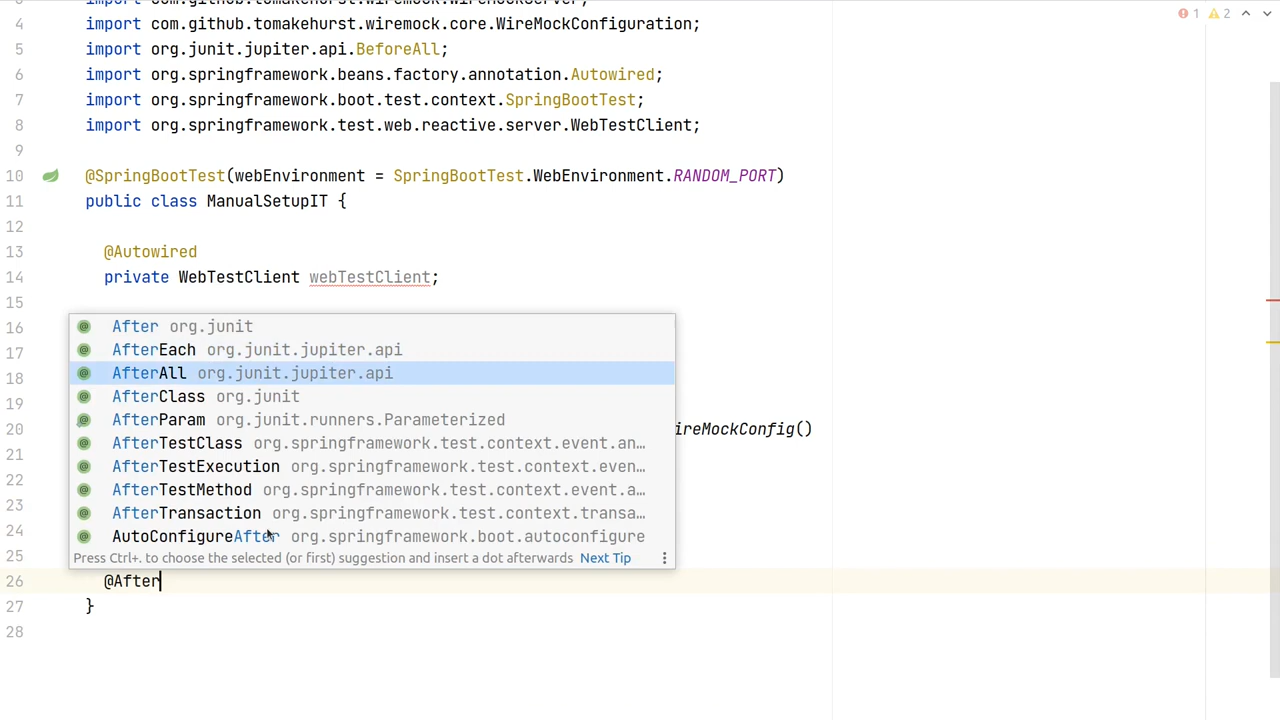 3
4 import com.github.tomakehurst.wiremock.core.WireMockConfiguration;
5 import org.junit.jupiter.api.BeforeAll;
6 import org.springframework.beans.factory.annotation.Autowired;
7 import org.springframework.boot.test.context.SpringBootTest;
8 import org.springframework.test.web.reactive.server.WebTestClient;
9
10 @SpringBootTest(webEnvironment = SpringBootTest.WebEnvironment.RANDOM_PORT)
11 public class ManualSetupIT {
12
13 @Autowired
14 private WebTestClient webTestClient;
15
16
17
18
19
20 ireMockConfig()
21
22
23
24
25
After org.junit
AfterEach org.junit.jupiter.api
AfterAll org.junit.jupiter.api
AfterClass org.junit
AfterParam org.junit.runners.Parameterized
AfterTestClass org.springframework.test.context.event.an...
AfterTestExecution org.springframework.test.context.even...
AfterTestMethod org.springframework.test.context.event.a...
AfterTransaction org.springframework.test.context.transa...
AutoConfigureAfter org.springframework.boot.autoconfigure
Press Ctrl+. to choose the selected (or first) suggestion and insert a dot afterwards Next Tip
26 @After
27 }
28
1 2